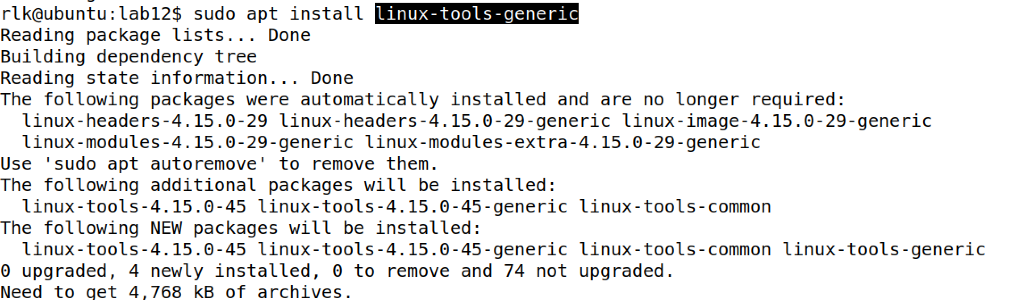 rlk@ubuntu:lab12$ sudo apt install linux-tools-generic
Reading package lists... Done
Building dependency tree
Reading state information... Done
The following packages were automatically installed and are no longer required:
  linux-headers-4.15.0-29 linux-headers-4.15.0-29-generic linux-image-4.15.0-29-generic
  linux-modules-4.15.0-29-generic linux-modules-extra-4.15.0-29-generic
Use 'sudo apt autoremove' to remove them.
The following additional packages will be installed:
  linux-tools-4.15.0-45 linux-tools-4.15.0-45-generic linux-tools-common
The following NEW packages will be installed:
  linux-tools-4.15.0-45 linux-tools-4.15.0-45-generic linux-tools-common linux-tools-generic
0 upgraded, 4 newly installed, 0 to remove and 74 not upgraded.
Need to get 4,768 kB of archives.